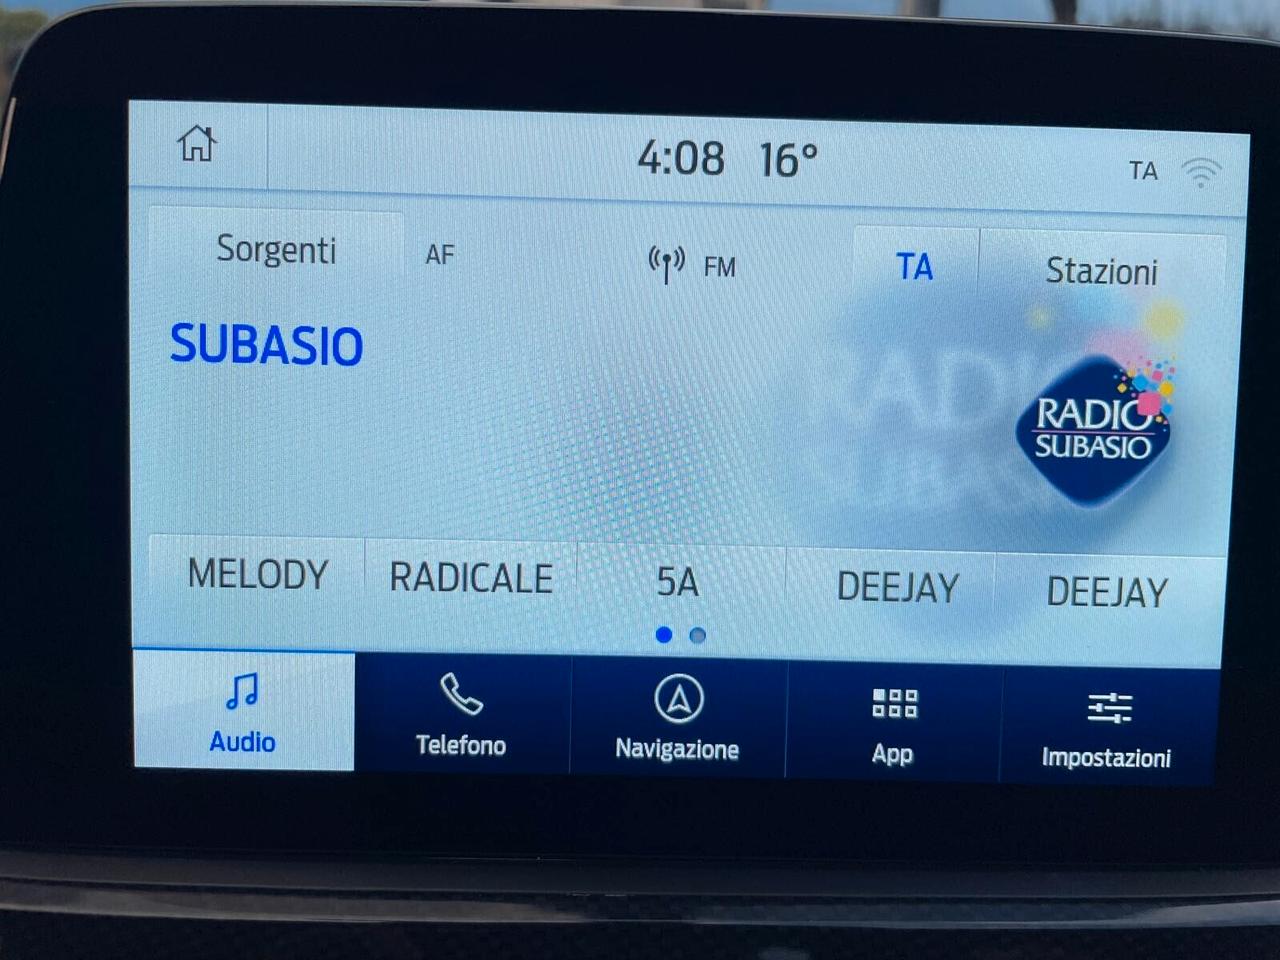 4:08 16° TA
Sorgenti AF FM TA Stazioni
SUBASIO
RADIO
SUBASIO
MELODY RADICALE 5A DEEJAY DEEJAY
Audio Telefono Navigazione App Impostazioni